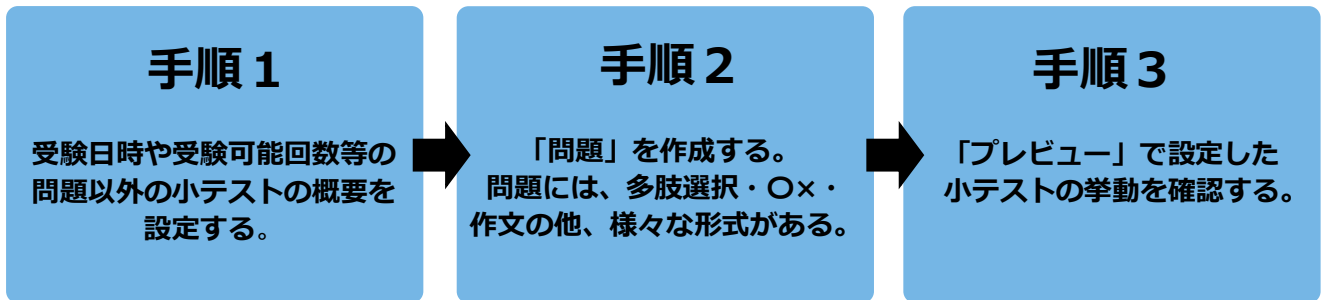 手順１
受験日時や受験可能回数等の
問題以外の小テストの概要を
設定する。
手順２
「問題」を作成する。
問題には、多肢選択・〇×・
作文の他、様々な形式がある。
手順３
「プレビュー」で設定した
小テストの挙動を確認する。